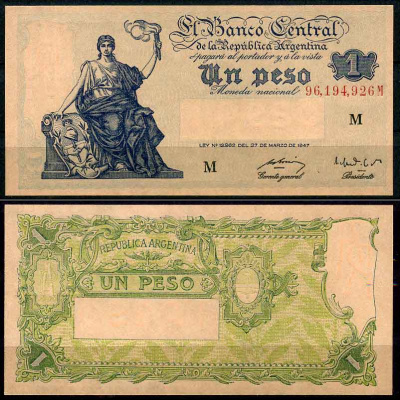 El Banco Central
de la República Argentina
pagará al portador y á la vista
Un peso
1
Moneda nacional
96,194,926M
M
M
LEY Nº 12.962 DEL 27 DE MARZO DE 1947
Gerente general
Presidente
1
REPUBLICA ARGENTINA
UN PESO
1
1